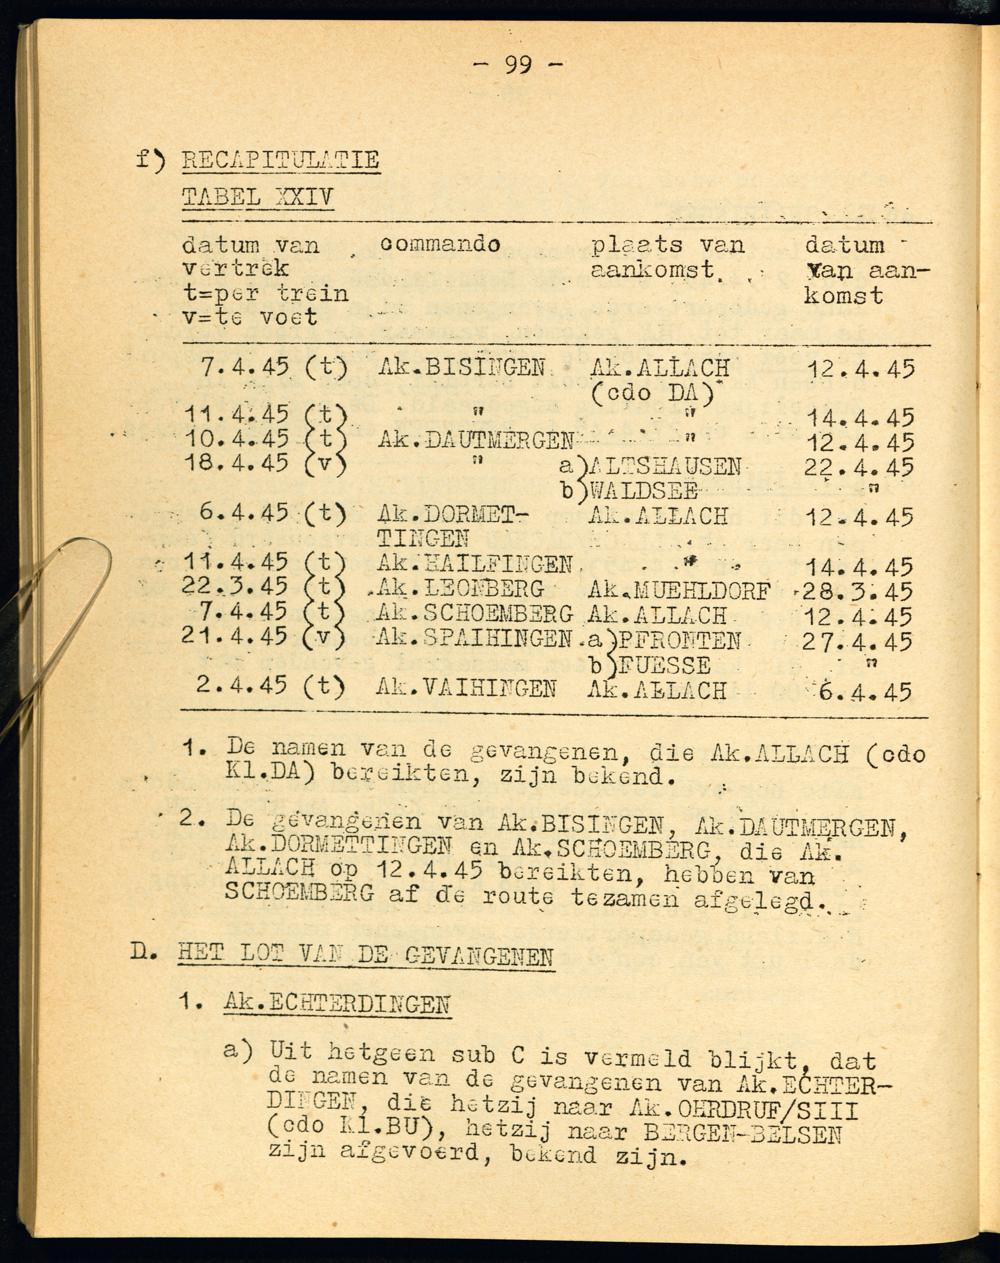 - 99 -
f) RECAPITULATIE
TABEL XXIV
datum van commando plaats van datum
vertrek aankomst van aan-
t=per trein komst
v=te voet
7.4.45 (t) Ak.BISINGEN Ak.ALLACH 12.4.45
(cdo DA)
11.4.45 (t) " " 14.4.45
10.4.45 (t) Ak.DAUTMERGEN " 12.4.45
18.4.45 (v) " a)ALTSHAUSEN 22.4.45
b)WALDSEE "
6.4.45 (t) Ak.DORMET- Ak.ALLACH 12.4.45
TINGEN
11.4.45 (t) Ak.HAILFINGEN " 14.4.45
22.3.45 (t) Ak.LEONBERG Ak.MUEHLDORF 28.3.45
7.4.45 (t) Ak.SCHOEMBERG Ak.ALLACH 12.4.45
21.4.45 (v) Ak.SPAIHINGEN a)PFRONTEN 27.4.45
b)FUESSE "
2.4.45 (t) Ak.VAIHINGEN Ak.ALLACH 6.4.45
1. De namen van de gevangenen, die Ak.ALLACH (cdo
Kl.DA) bereikten, zijn bekend.
2. De gevangenen van Ak.BISINGEN, Ak.DAUTMERGEN,
Ak.DORMETTINGEN en Ak.SCHOEMBERG, die Ak.
ALLACH op 12.4.45 bereikten, hebben van
SCHOEMBERG af de route tezamen afgelegd.
D. HET LOT VAN DE GEVANGENEN
1. Ak.ECHTERDINGEN
a) Uit hetgeen sub C is vermeld blijkt, dat
de namen van de gevangenen van Ak.ECHTER-
DINGEN, die hetzij naar Ak.OHRDRUF/SIII
(cdo Kl.BU), hetzij naar BERGEN-BELSEN
zijn afgevoerd, bekend zijn.